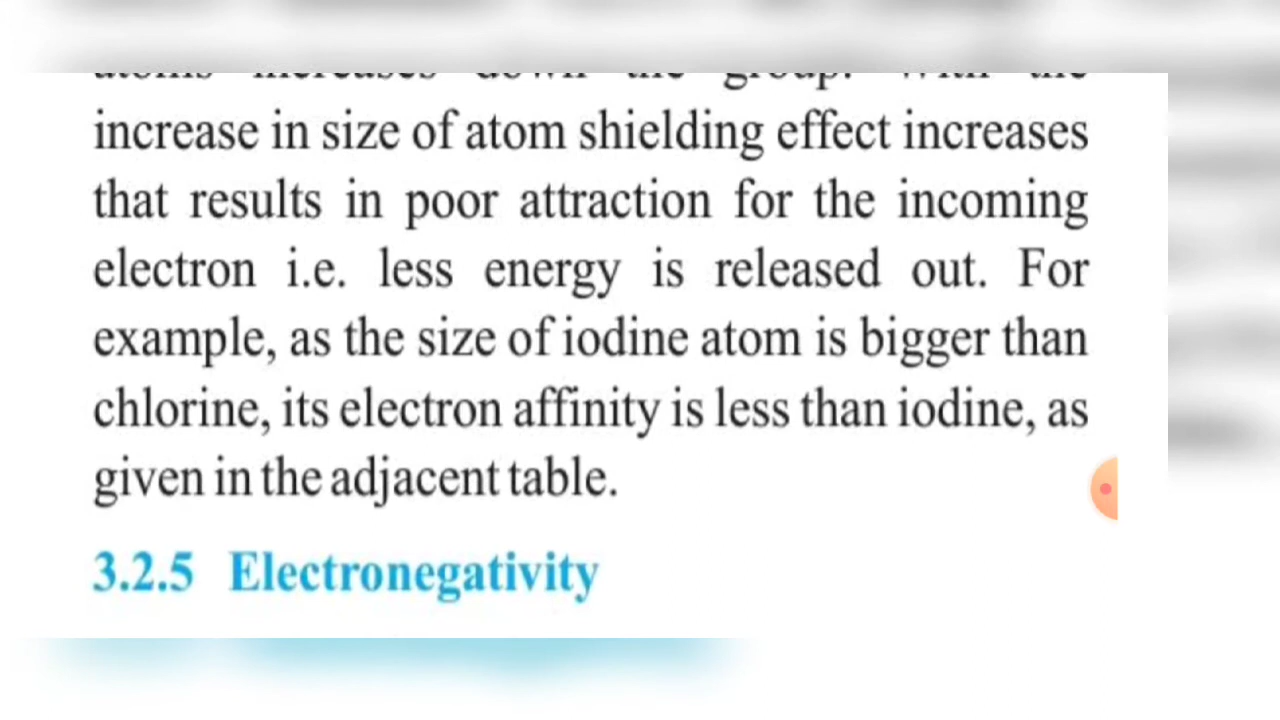 increase in size of atom shielding effect increases
that results in poor attraction for the incoming
electron i.e. less energy is released out. For
example, as the size of iodine atom is bigger than
chlorine, its electron affinity is less than iodine, as
given in the adjacent table.
3.2.5 Electronegativity